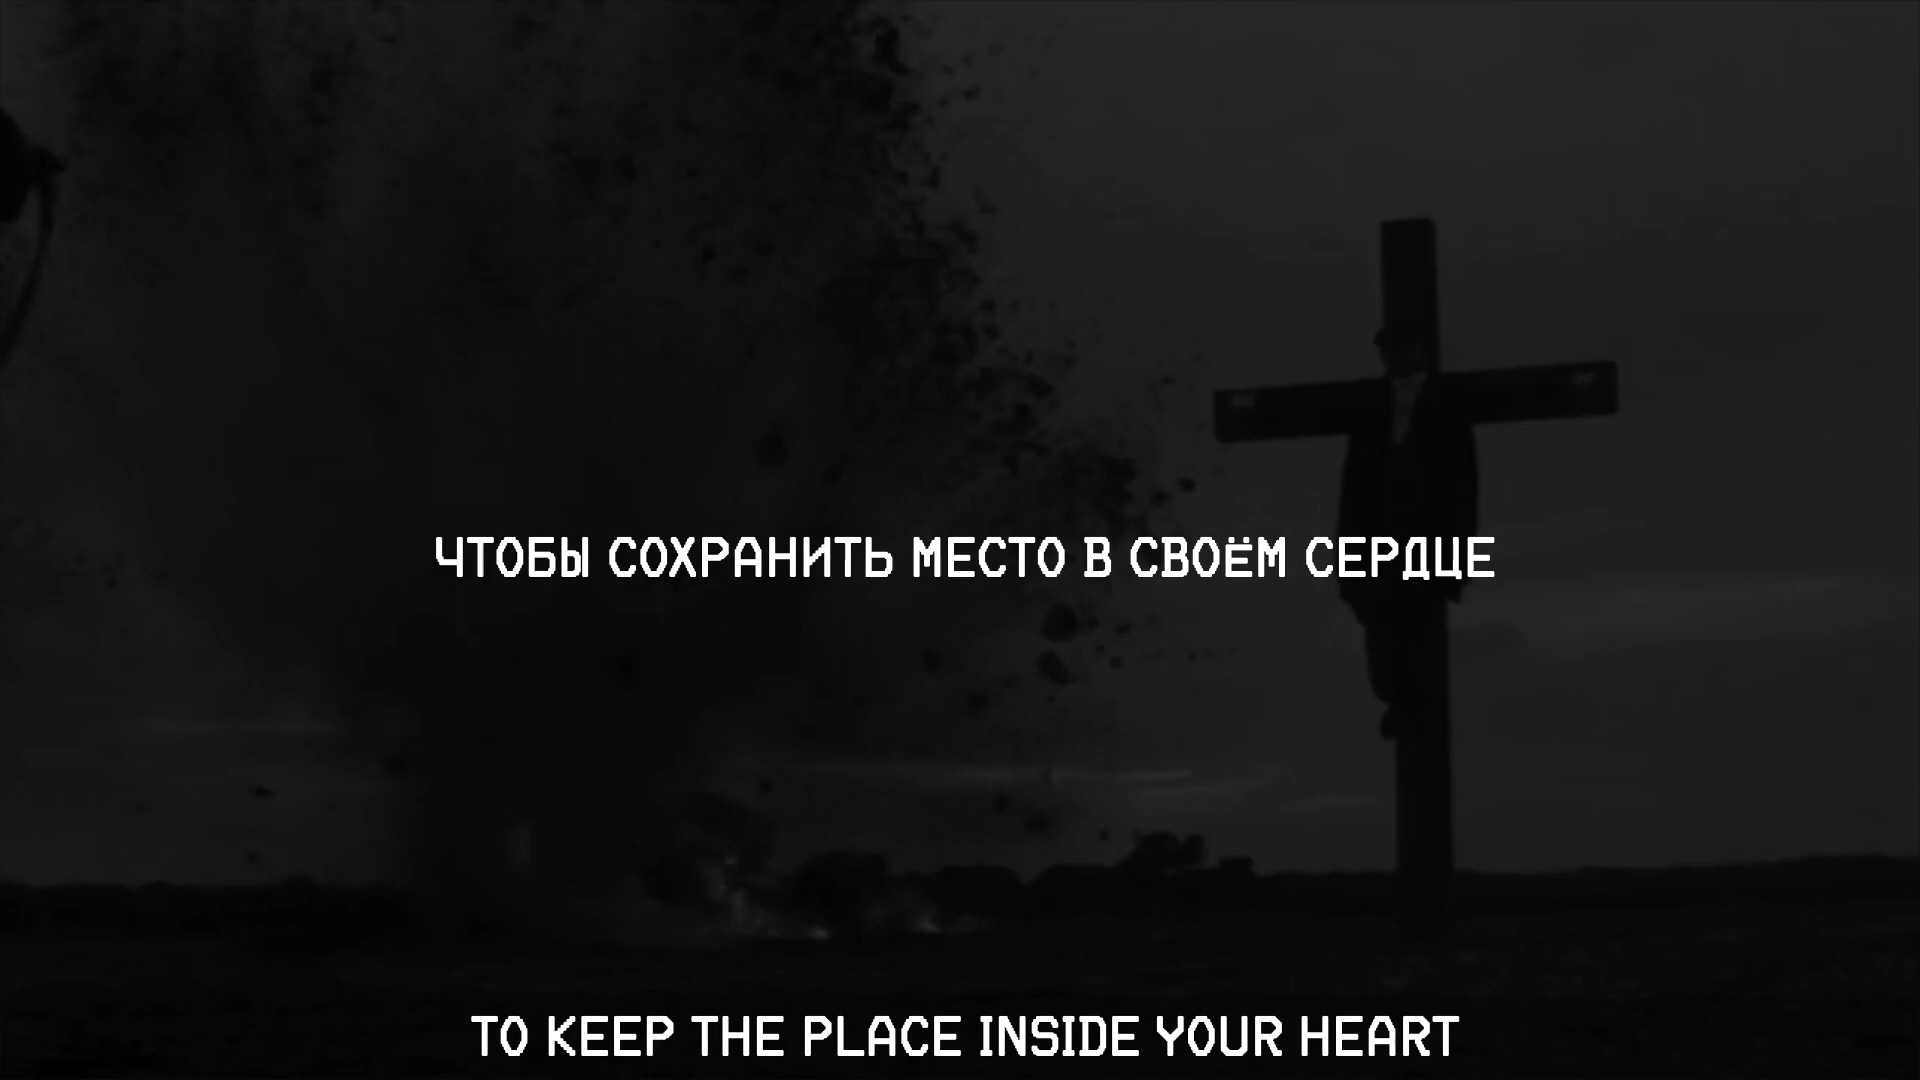 ЧТОБЫ СОХРАНИТЬ МЕСТО В СВОЁМ СЕРДЦЕ
TO KEEP THE PLACE INSIDE YOUR HEART